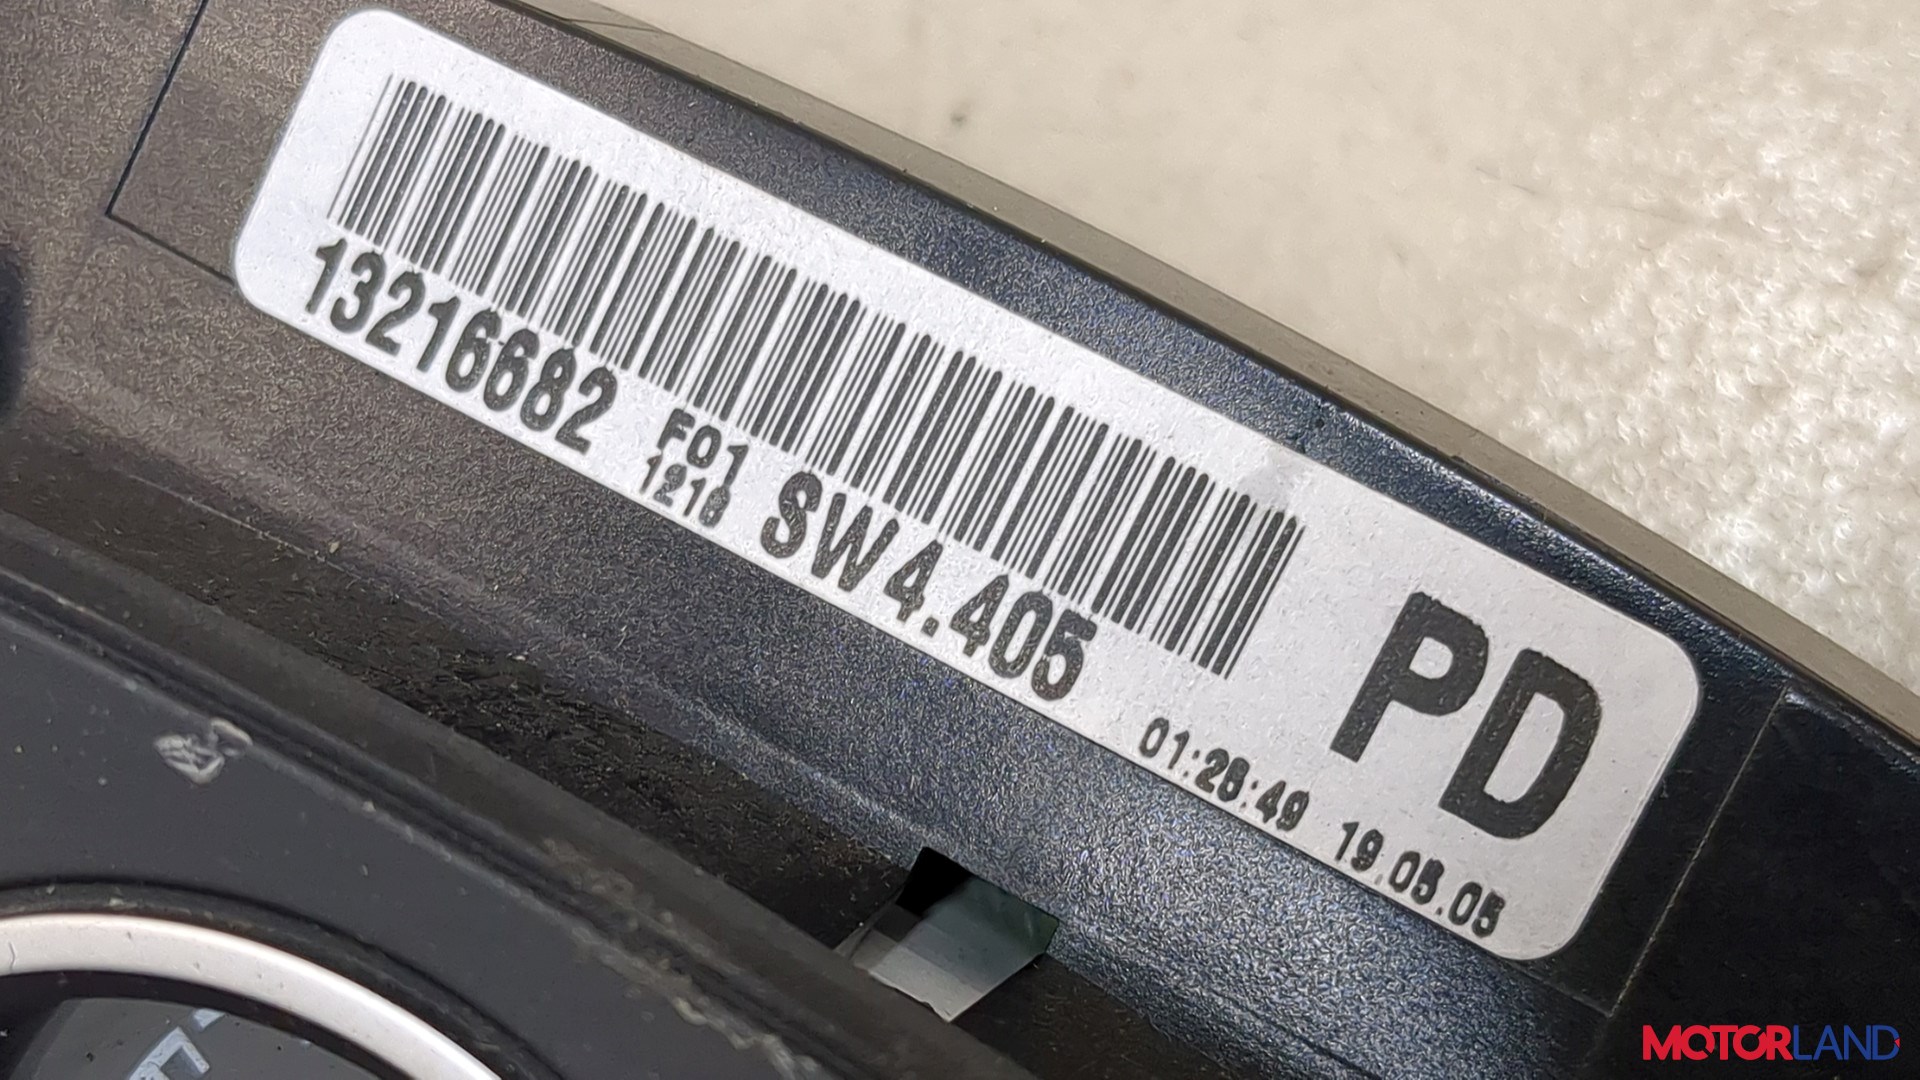 13216682 F01 SW4.405 PD
1218
01:28:49 19.05.05
MOTORLAND